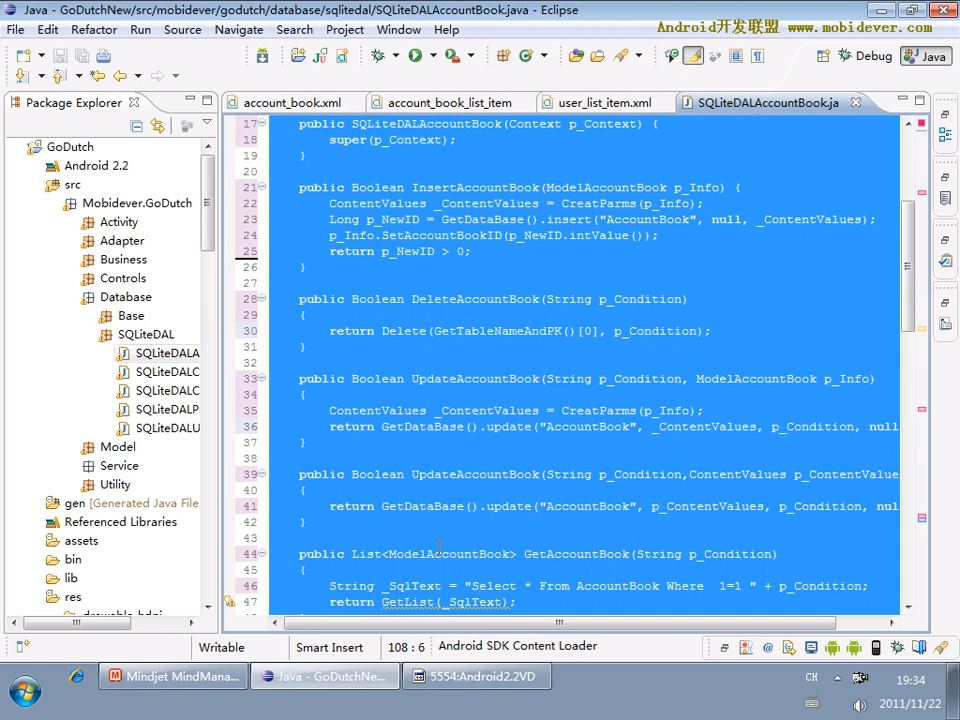 Java - GoDutchNew/src/mobidever/godutch/database/sqlitedal/SQLiteDALAccountBook.java - Eclipse
File Edit Refactor Run Source Navigate Search Project Window Help
Android开发联盟 www.mobidever.com
Debug Java
Package Explorer
account_book.xml account_book_list_item user_list_item.xml SQLiteDALAccountBook.ja
GoDutch
Android 2.2
src
Mobidever.GoDutch
Activity
Adapter
Business
Controls
Database
Base
SQLiteDAL
SQLiteDALA
SQLiteDALC
SQLiteDALC
SQLiteDALP
SQLiteDALU
Model
Service
Utility
gen [Generated Java File
Referenced Libraries
assets
bin
lib
res
17 public SQLiteDALAccountBook(Context p_Context) {
18 super(p_Context);
19 }
20
21 public Boolean InsertAccountBook(ModelAccountBook p_Info) {
22 ContentValues _ContentValues = CreatParms(p_Info);
23 Long p_NewID = GetDataBase().insert("AccountBook", null, _ContentValues);
24 p_Info.SetAccountBookID(p_NewID.intValue());
25 return p_NewID > 0;
26 }
27
28 public Boolean DeleteAccountBook(String p_Condition)
29 {
30 return Delete(GetTableNameAndPK()[0], p_Condition);
31 }
32
33 public Boolean UpdateAccountBook(String p_Condition, ModelAccountBook p_Info)
34 {
35 ContentValues _ContentValues = CreatParms(p_Info);
36 return GetDataBase().update("AccountBook", _ContentValues, p_Condition, null
37 }
38
39 public Boolean UpdateAccountBook(String p_Condition,ContentValues p_ContentValue
40 {
41 return GetDataBase().update("AccountBook", p_ContentValues, p_Condition, nul
42 }
43
44 public List<ModelAccountBook> GetAccountBook(String p_Condition)
45 {
46 String _SqlText = "Select * From AccountBook Where  1=1 " + p_Condition;
47 return GetList(_SqlText);
Writable Smart Insert 108 : 6 Android SDK Content Loader
Mindjet MindMana... Java - GoDutchNe... 5554:Android2.2VD
CH
19:34
2011/11/22